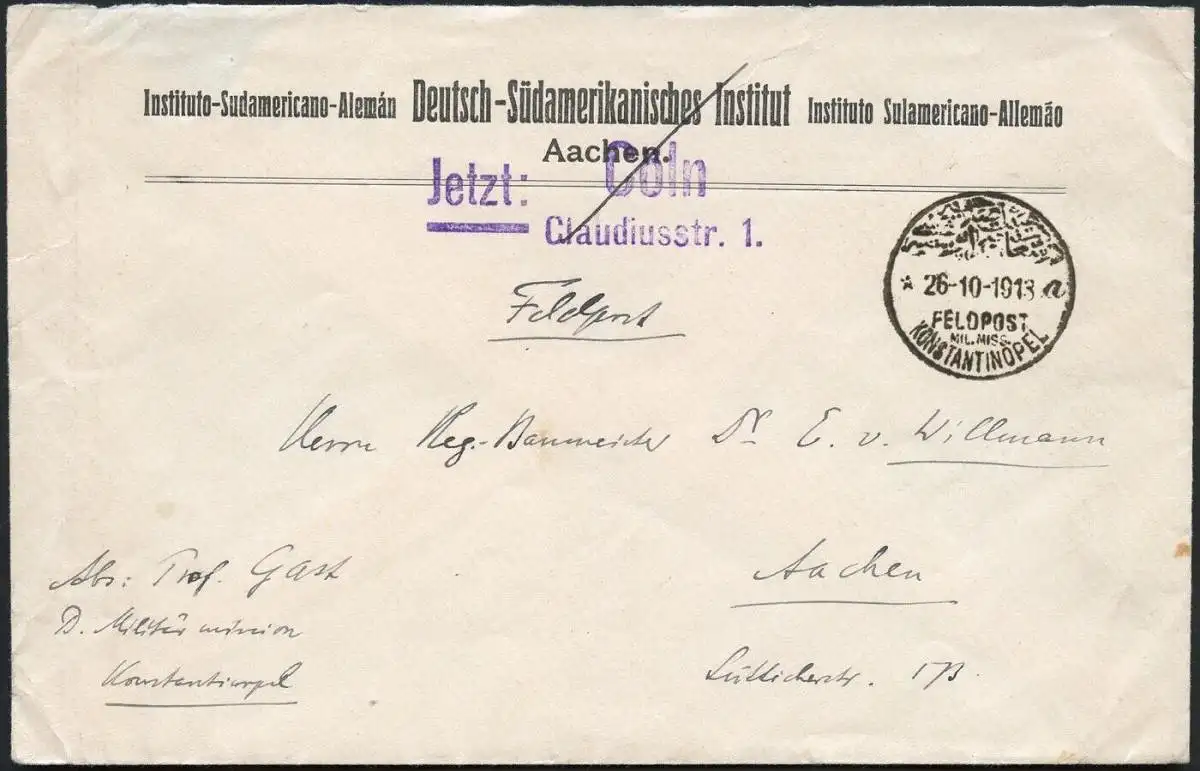 Instituto-Sudamericano-Alemán Deutsch-Südamerikanisches Institut Instituto Sulamericano-Allemão
Aachen.
Jetzt: Cöln
Claudiusstr. 1.
* 26-10-1918 a
FELDPOST
MIL. MISS.
KONSTANTINOPEL
Feldpost
Herrn Reg.-Baumeister Dr E. v. Willmann
Aachen
Lütticherstr.
Abs: Prof. Gast
D. Militärmission
Konstantinopel